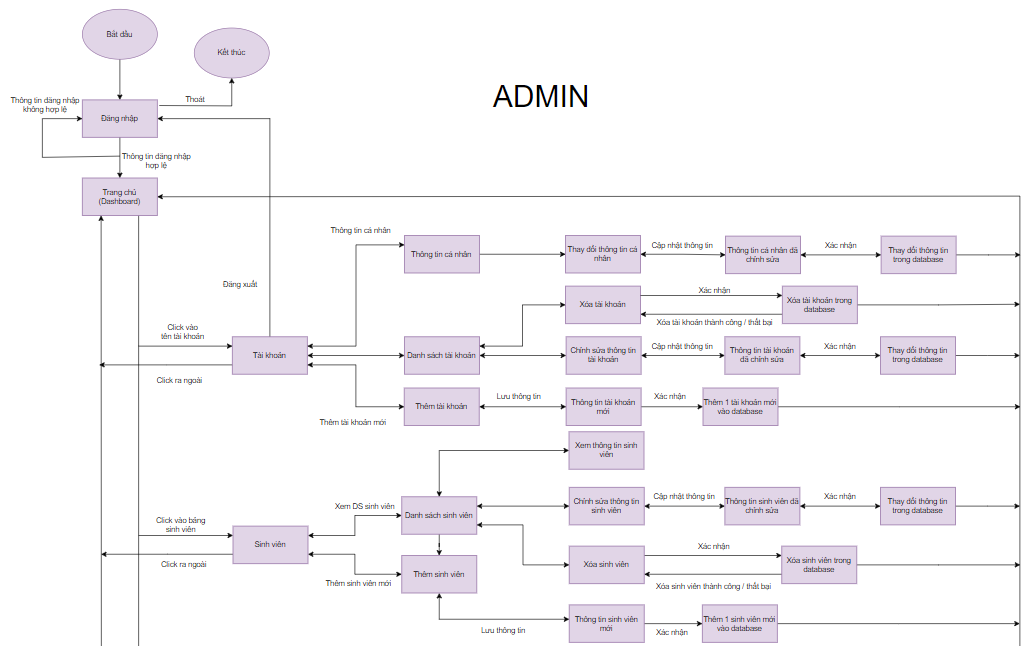 Bắt đầu
Kết thúc
ADMIN
Thông tin đăng nhập
không hợp lệ
Thoát
Đăng nhập
Thông tin đăng nhập
hợp lệ
Trang chủ
(Dashboard)
Thông tin cá nhân
Thông tin cá nhân
Thay đổi thông tin cá
nhân
Cập nhật thông tin
Thông tin cá nhân đã
chỉnh sửa
Xác nhận
Thay đổi thông tin
trong database
Đăng xuất
Xóa tài khoản
Xác nhận
Xóa tài khoản trong
database
Xóa tài khoản thành công / thất bại
Click vào
tên tài khoản
Tài khoản
Danh sách tài khoản
Chỉnh sửa thông tin
tài khoản
Cập nhật thông tin
Thông tin tài khoản
đã chỉnh sửa
Xác nhận
Thay đổi thông tin
trong database
Click ra ngoài
Thêm tài khoản mới
Thêm tài khoản
Lưu thông tin
Thông tin tài khoản
mới
Xác nhận
Thêm 1 tài khoản mới
vào database
Xem thông tin sinh
viên
Click vào bảng
sinh viên
Sinh viên
Xem DS sinh viên
Danh sách sinh viên
Chỉnh sửa thông tin
sinh viên
Cập nhật thông tin
Thông tin sinh viên đã
chỉnh sửa
Xác nhận
Thay đổi thông tin
trong database
Click ra ngoài
Thêm sinh viên mới
Thêm sinh viên
Xóa sinh viên
Xác nhận
Xóa sinh viên trong
database
Xóa sinh viên thành công / thất bại
Lưu thông tin
Thông tin sinh viên
mới
Xác nhận
Thêm 1 sinh viên mới
vào database